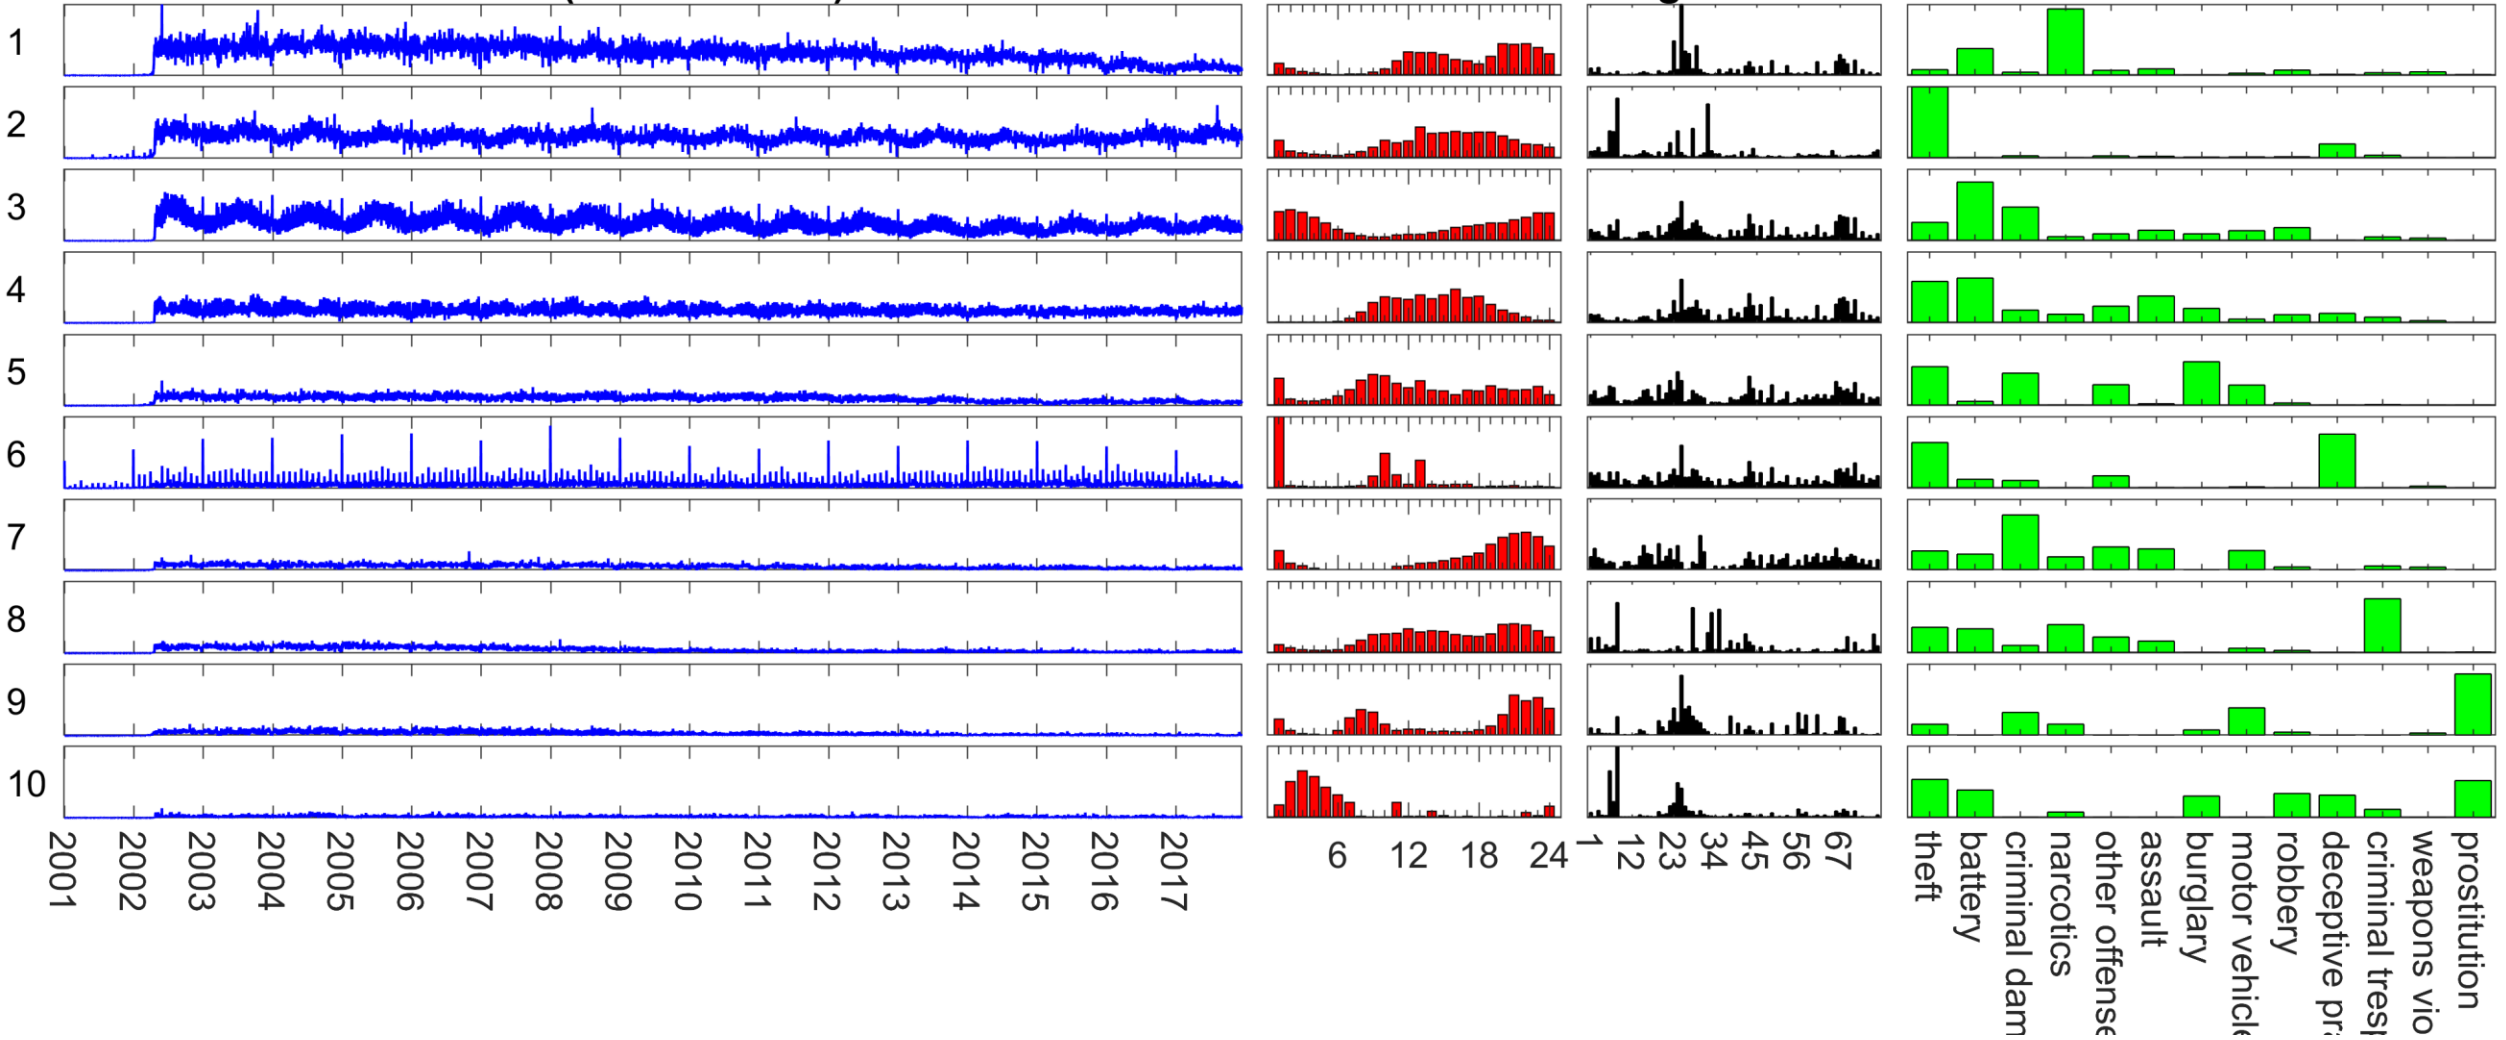 1
2
3
4
5
6
7
8
9
10
2001 2002 2003 2004 2005 2006 2007 2008 2009 2010 2011 2012 2013 2014 2015 2016 2017
6 12 18 24
1 12 23 34 45 56 67
theft
battery
criminal dam
narcotics
other offense
assault
burglary
motor vehicle
robbery
deceptive pra
criminal tresp
weapons vio
prostitution